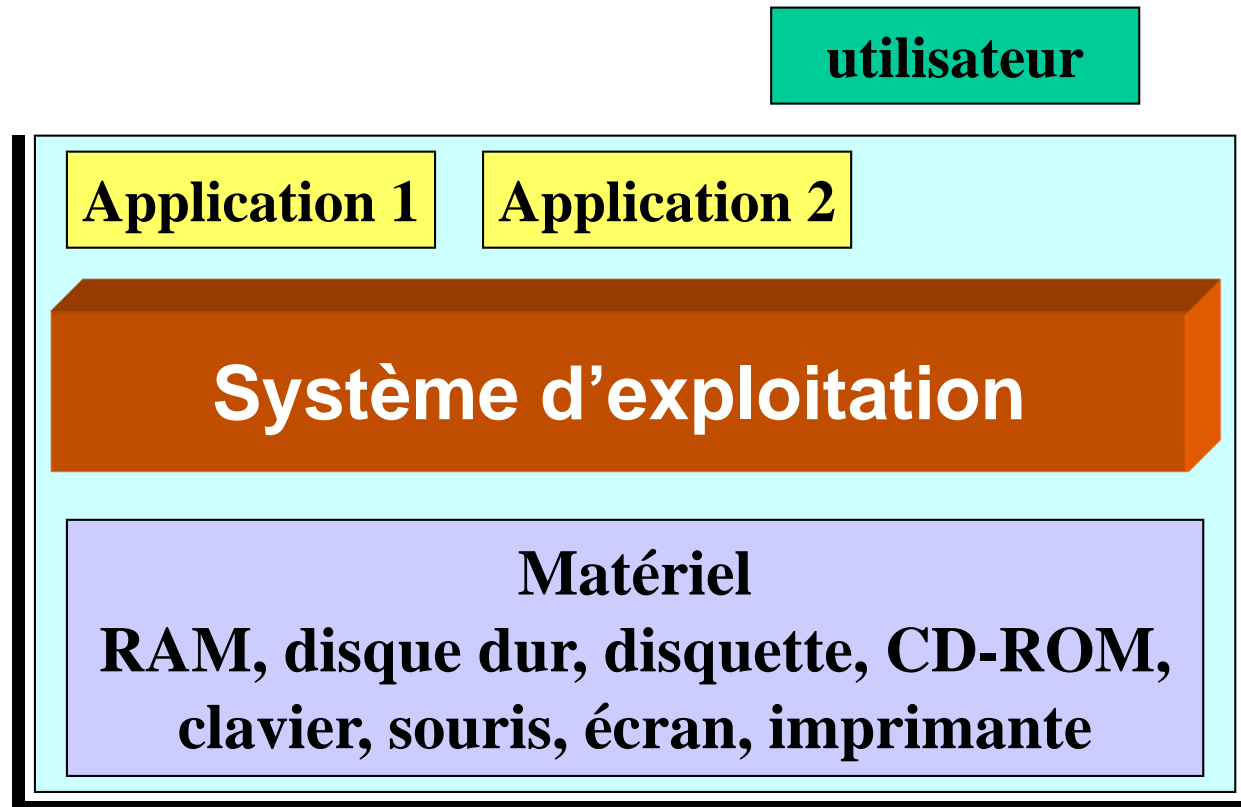 utilisateur
Application 1
Application 2
Système d’exploitation
Matériel
RAM, disque dur, disquette, CD-ROM,
clavier, souris, écran, imprimante